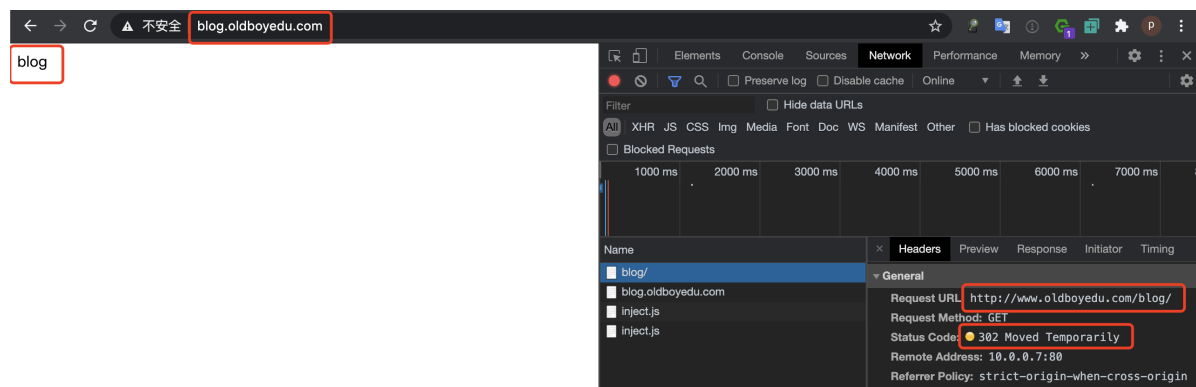 不安全 blog.oldboyedu.com
P
1
blog
Elements Console Sources Network Performance Memory
Preserve log Disable cache Online
Filter Hide data URLs
All XHR JS CSS Img Media Font Doc WS Manifest Other Has blocked cookies
Blocked Requests
1000 ms 2000 ms 3000 ms 4000 ms 5000 ms 6000 ms 7000 ms
Name
blog/
blog.oldboyedu.com
inject.js
inject.js
Headers Preview Response Initiator Timing
General
Request URL http://www.oldboyedu.com/blog/
Request Method: GET
Status Code: 302 Moved Temporarily
Remote Address: 10.0.0.7:80
Referrer Policy: strict-origin-when-cross-origin